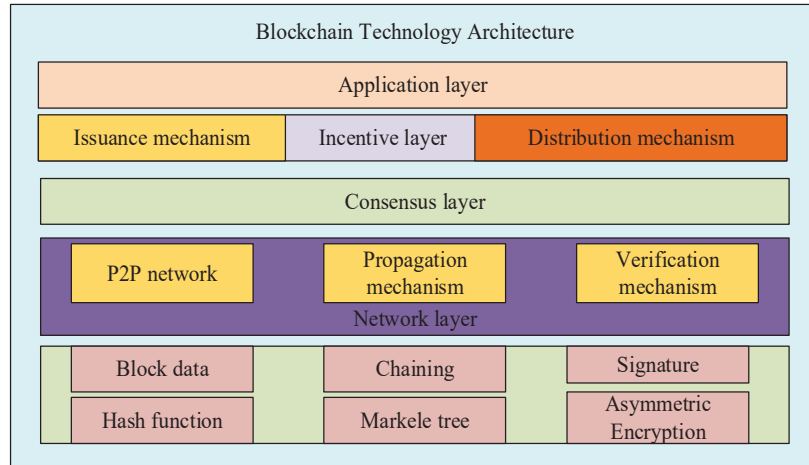 Blockchain Technology Architecture
Application layer
Issuance mechanism
Incentive layer
Distribution mechanism
Consensus layer
P2P network
Propagation
mechanism
Verification
mechanism
Network layer
Block data
Chaining
Signature
Hash function
Markele tree
Asymmetric
Encryption